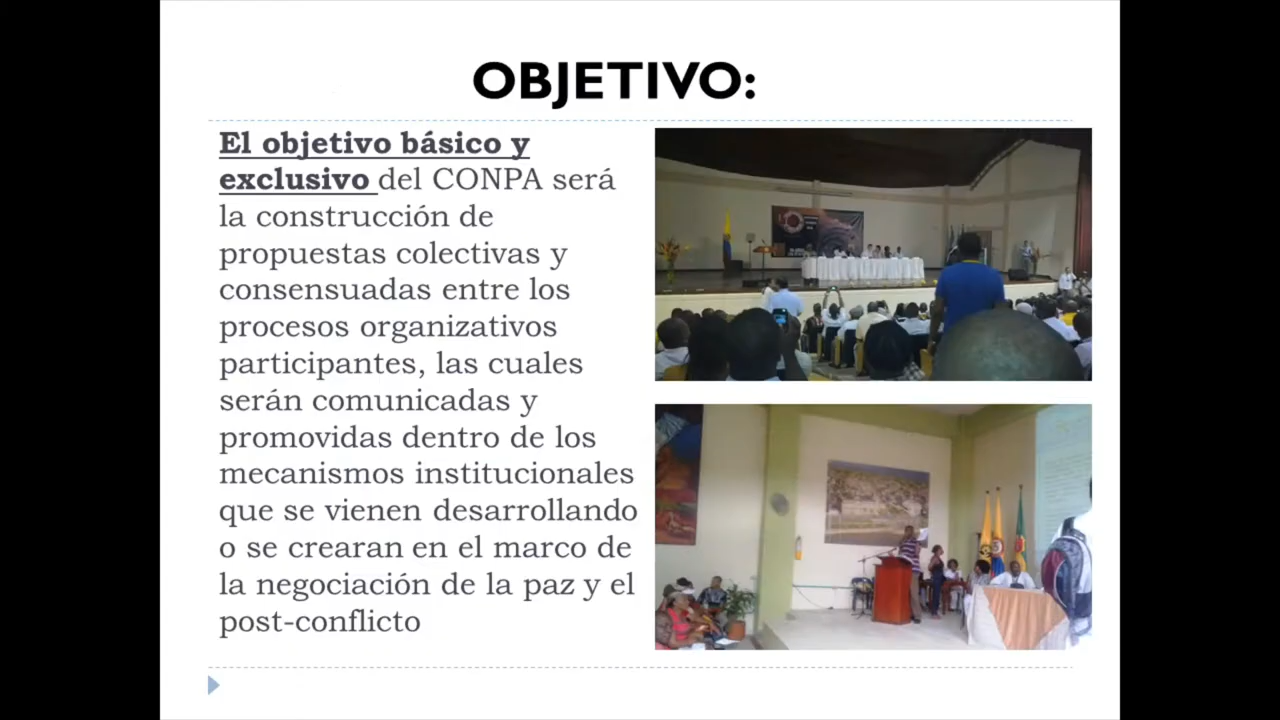 OBJETIVO:
El objetivo básico y
exclusivo del CONPA será
la construcción de
propuestas colectivas y
consensuadas entre los
procesos organizativos
participantes, las cuales
serán comunicadas y
promovidas dentro de los
mecanismos institucionales
que se vienen desarrollando
o se crearan en el marco de
la negociación de la paz y el
post-conflicto